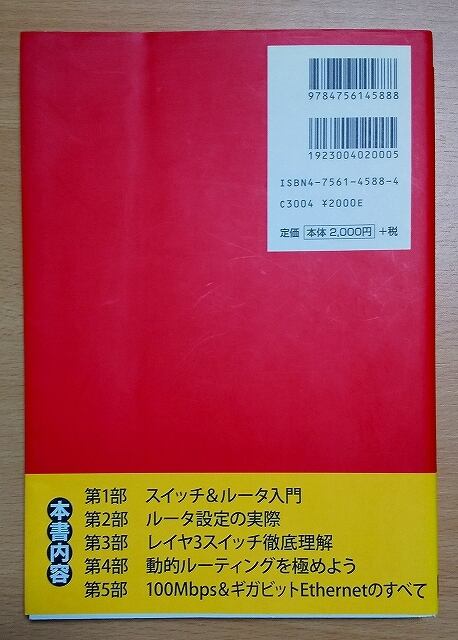 9784756145888
1923004020005
ISBN4-7561-4588-4
C3004 ¥2000E
定価 本体 2,000円 +税
本書内容
第1部 スイッチ&ルータ入門
第2部 ルータ設定の実際
第3部 レイヤ3スイッチ徹底理解
第4部 動的ルーティングを極めよう
第5部 100Mbps&ギガビットEthernetのすべて